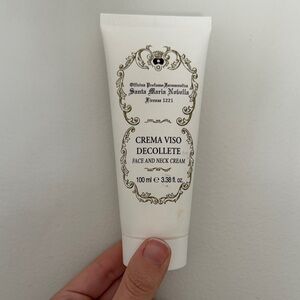 Officina Profumo-Farmaceutica
Santa Maria Novella
Firenze 1221
CREMA VISO
DECOLLETE
FACE AND NECK CREAM
100 ml e 3.38 fl. oz.